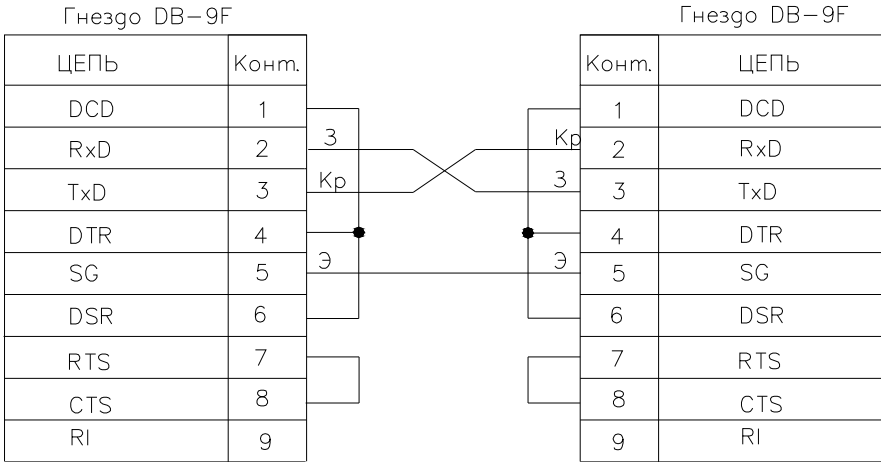 Гнездо DB-9F Гнездо DB-9F
ЦЕПЬ Конт. Конт. ЦЕПЬ
DCD 1 1 DCD
RxD 2 З Кр 2 RxD
TxD 3 Кр З 3 TxD
DTR 4 4 DTR
SG 5 Э Э 5 SG
DSR 6 6 DSR
RTS 7 7 RTS
CTS 8 8 CTS
RI 9 9 RI